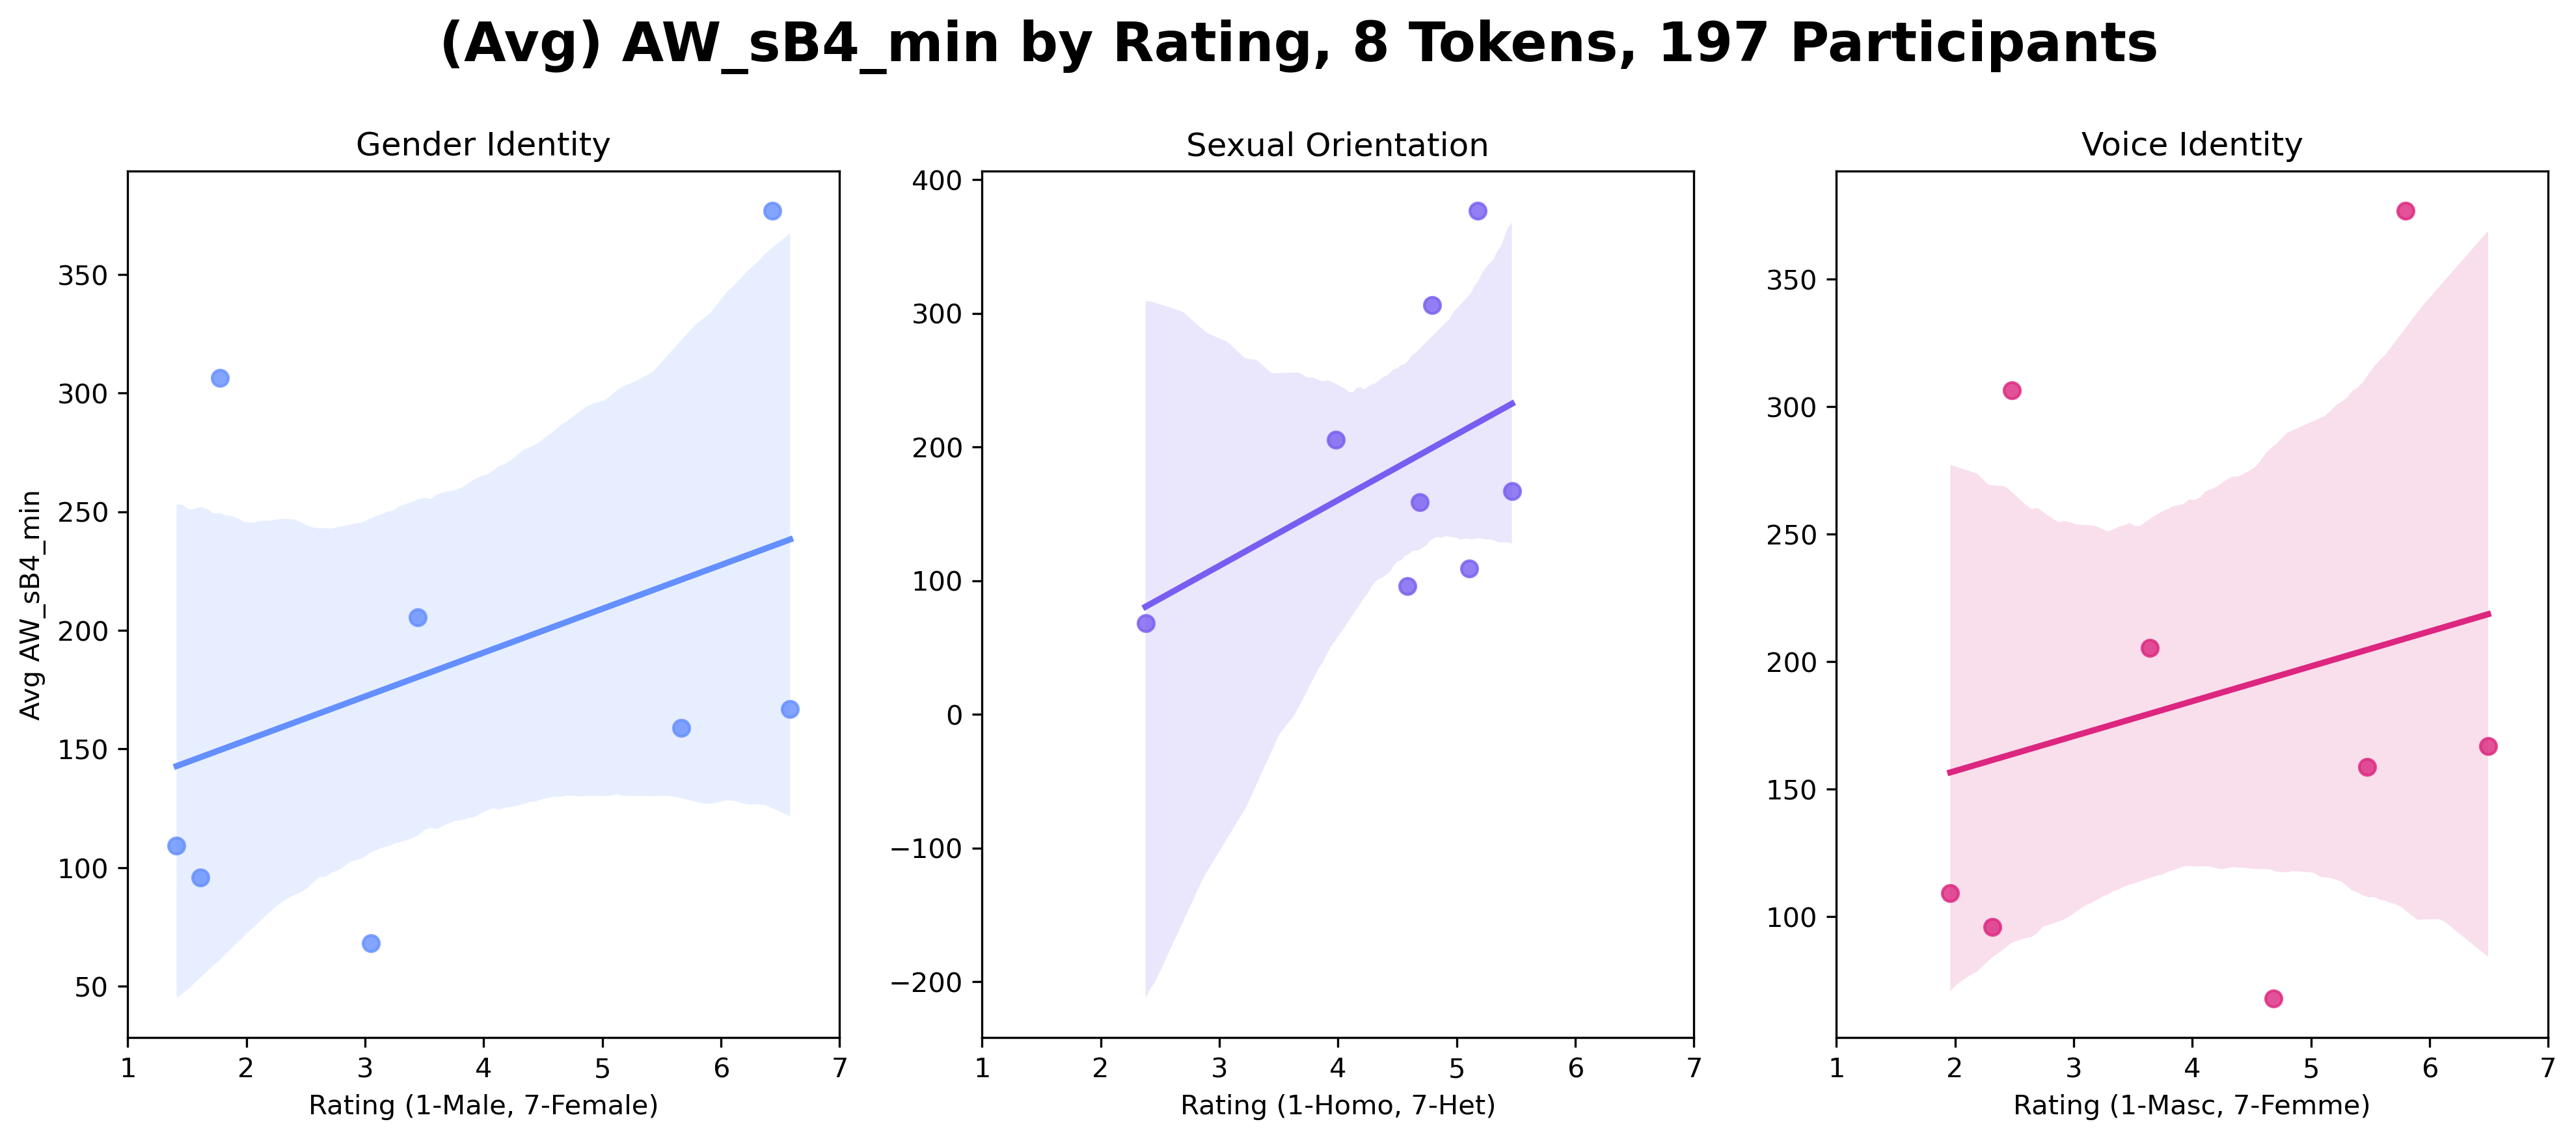 (Avg) AW_sB4_min by Rating, 8 Tokens, 197 Participants
Gender Identity
Avg AW_sB4_min
350
300
250
200
150
100
50
1 2 3 4 5 6 7
Rating (1-Male, 7-Female)
Sexual Orientation
400
300
200
100
0
−100
−200
1 2 3 4 5 6 7
Rating (1-Homo, 7-Het)
Voice Identity
350
300
250
200
150
100
1 2 3 4 5 6 7
Rating (1-Masc, 7-Femme)